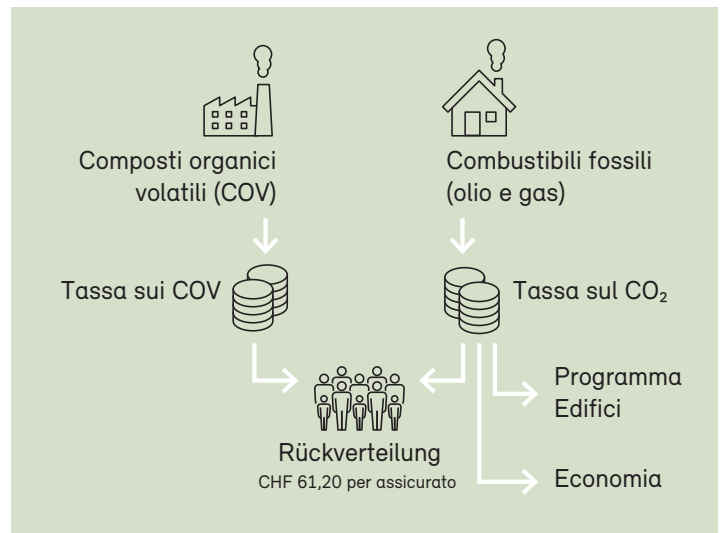 Composti organici
volatili (COV)
Combustibili fossili
(olio e gas)
Tassa sui COV
Tassa sul CO₂
Programma
Edifici
Rückverteilung
CHF 61,20 per assicurato
Economia